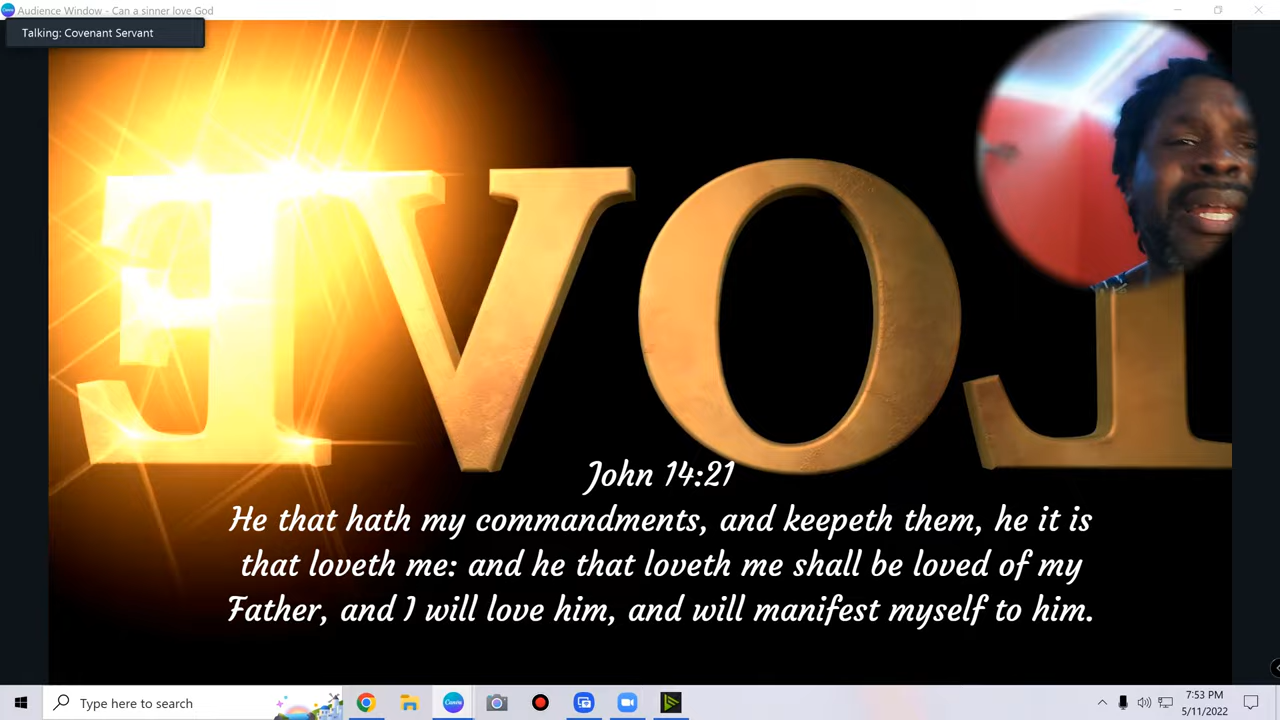 Audience Window - Can a sinner love God
Talking: Covenant Servant
LOVE
John 14:21
He that hath my commandments, and keepeth them, he it is
that loveth me: and he that loveth me shall be loved of my
Father, and I will love him, and will manifest myself to him.
Type here to search
7:53 PM
5/11/2022